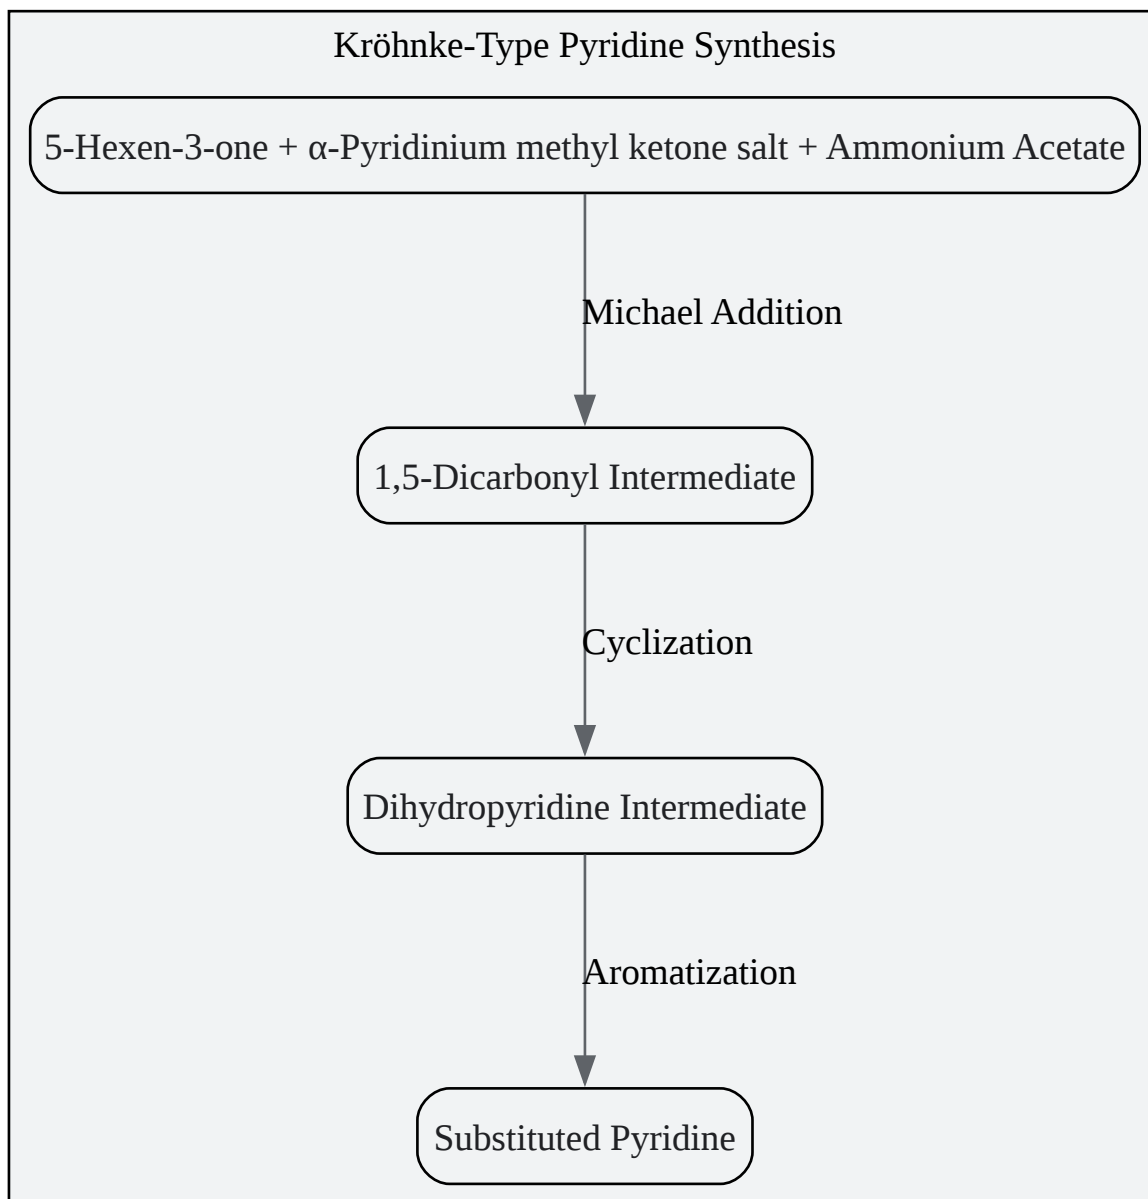 Kröhnke-Type Pyridine Synthesis
5-Hexen-3-one + α-Pyridinium methyl ketone salt + Ammonium Acetate
Michael Addition
1,5-Dicarbonyl Intermediate
Cyclization
Dihydropyridine Intermediate
Aromatization
Substituted Pyridine